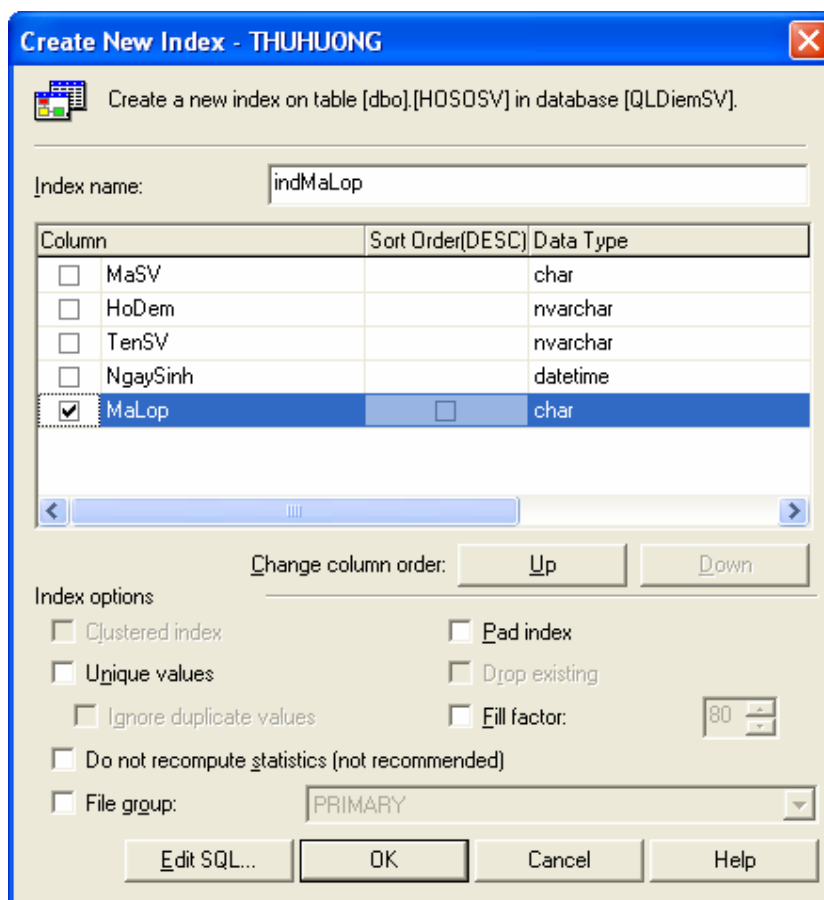 Create New Index - THUHUONG
Create a new index on table [dbo].[HOSOSV] in database [QLDiemSV].
Index name: indMaLop
Column Sort Order(DESC) Data Type
MaSV char
HoDem nvarchar
TenSV nvarchar
NgaySinh datetime
MaLop char
Change column order: Up Down
Index options
Clustered index Pad index
Unique values Drop existing
Ignore duplicate values Fill factor: 80
Do not recompute statistics (not recommended)
File group: PRIMARY
Edit SQL... OK Cancel Help